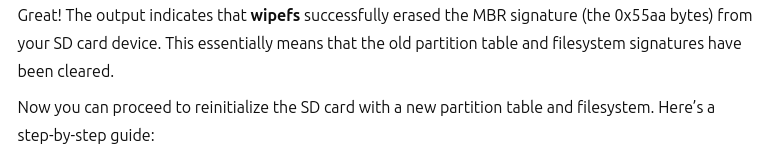 Great! The output indicates that wipefs successfully erased the MBR signature (the 0x55aa bytes) from
your SD card device. This essentially means that the old partition table and filesystem signatures have
been cleared.
Now you can proceed to reinitialize the SD card with a new partition table and filesystem. Here’s a
step-by-step guide: